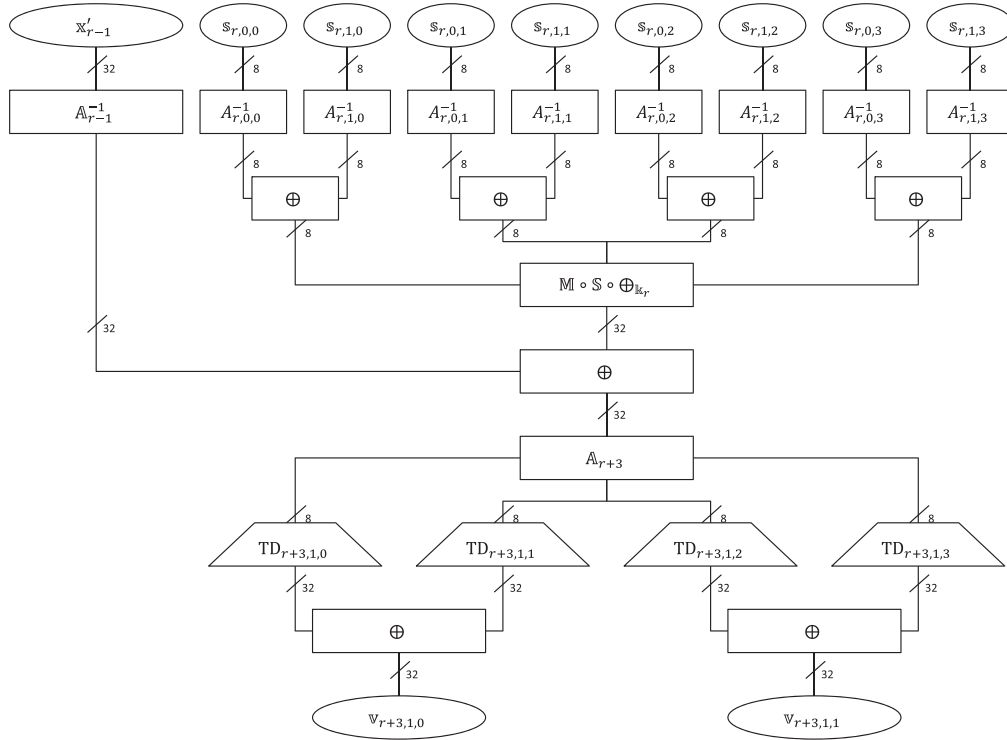 𝕩′_{r−1} 𝕤_{r,0,0} 𝕤_{r,1,0} 𝕤_{r,0,1} 𝕤_{r,1,1} 𝕤_{r,0,2} 𝕤_{r,1,2} 𝕤_{r,0,3} 𝕤_{r,1,3}
32 8 8 8 8 8 8 8 8
𝔸^{−1}_{r−1} A^{−1}_{r,0,0} A^{−1}_{r,1,0} A^{−1}_{r,0,1} A^{−1}_{r,1,1} A^{−1}_{r,0,2} A^{−1}_{r,1,2} A^{−1}_{r,0,3} A^{−1}_{r,1,3}
8 8 8 8 8 8 8 8
⊕ ⊕ ⊕ ⊕
8 8 8 8
𝕄 ∘ 𝕊 ∘ ⊕_{𝕜_r}
32 32
⊕
32
𝔸_{r+3}
8 8 8 8
TD_{r+3,1,0} TD_{r+3,1,1} TD_{r+3,1,2} TD_{r+3,1,3}
32 32 32 32
⊕ ⊕
32 32
𝕧_{r+3,1,0} 𝕧_{r+3,1,1}